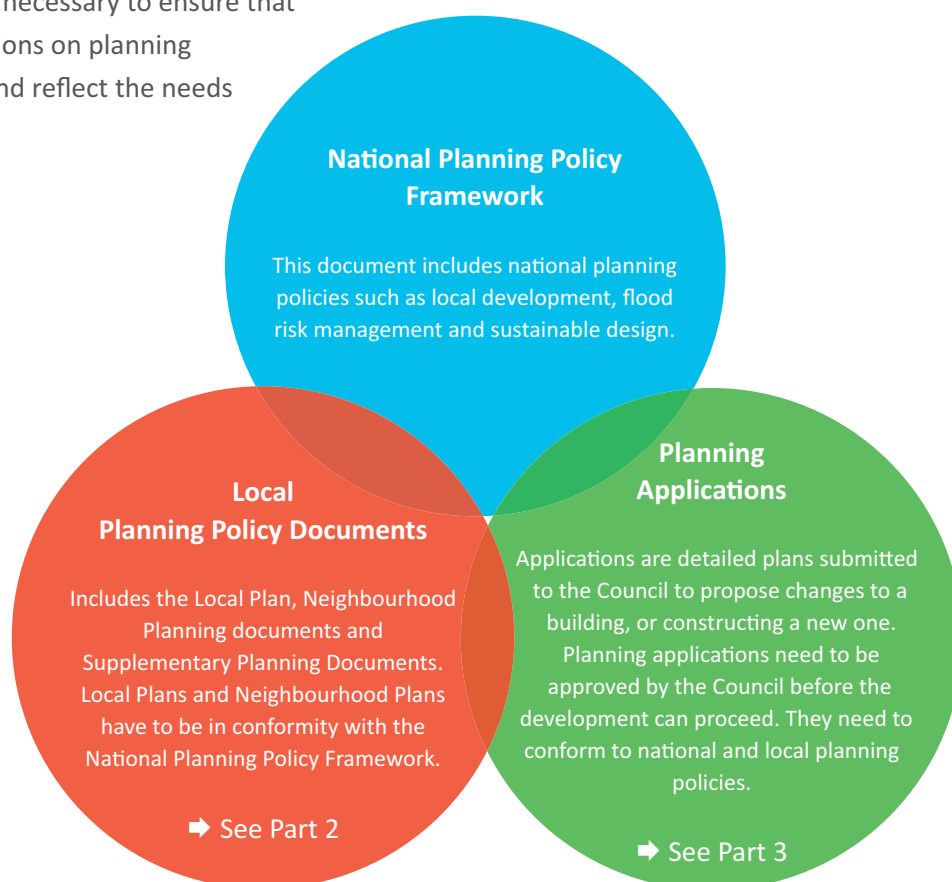 necessary to ensure that
ions on planning
nd reflect the needs
National Planning Policy
Framework
This document includes national planning
policies such as local development, flood
risk management and sustainable design.
Local
Planning Policy Documents
Includes the Local Plan, Neighbourhood
Planning documents and
Supplementary Planning Documents.
Local Plans and Neighbourhood Plans
have to be in conformity with the
National Planning Policy Framework.
➡ See Part 2
Planning
Applications
Applications are detailed plans submitted
to the Council to propose changes to a
building, or constructing a new one.
Planning applications need to be
approved by the Council before the
development can proceed. They need to
conform to national and local planning
policies.
➡ See Part 3